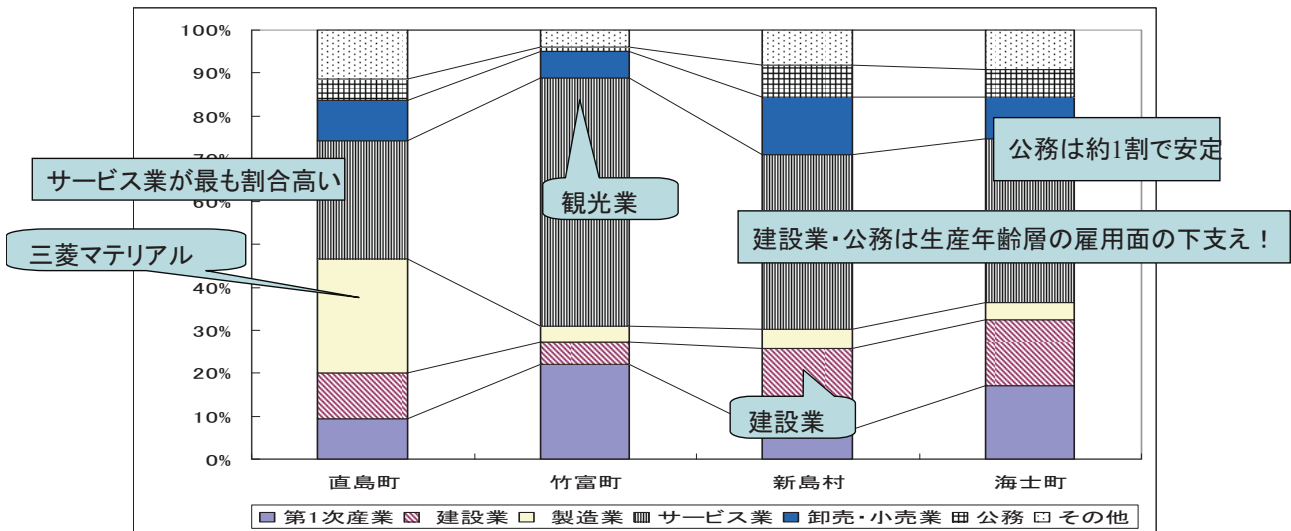 100%
90%
80%
70%
60%
40%
30%
20%
10%
0%
サービス業が最も割合高い
三菱マテリアル
観光業
公務は約1割で安定
建設業・公務は生産年齢層の雇用面の下支え！
建設業
直島町 竹富町 新島村 海士町
第1次産業 建設業 製造業 サービス業 卸売・小売業 公務 その他